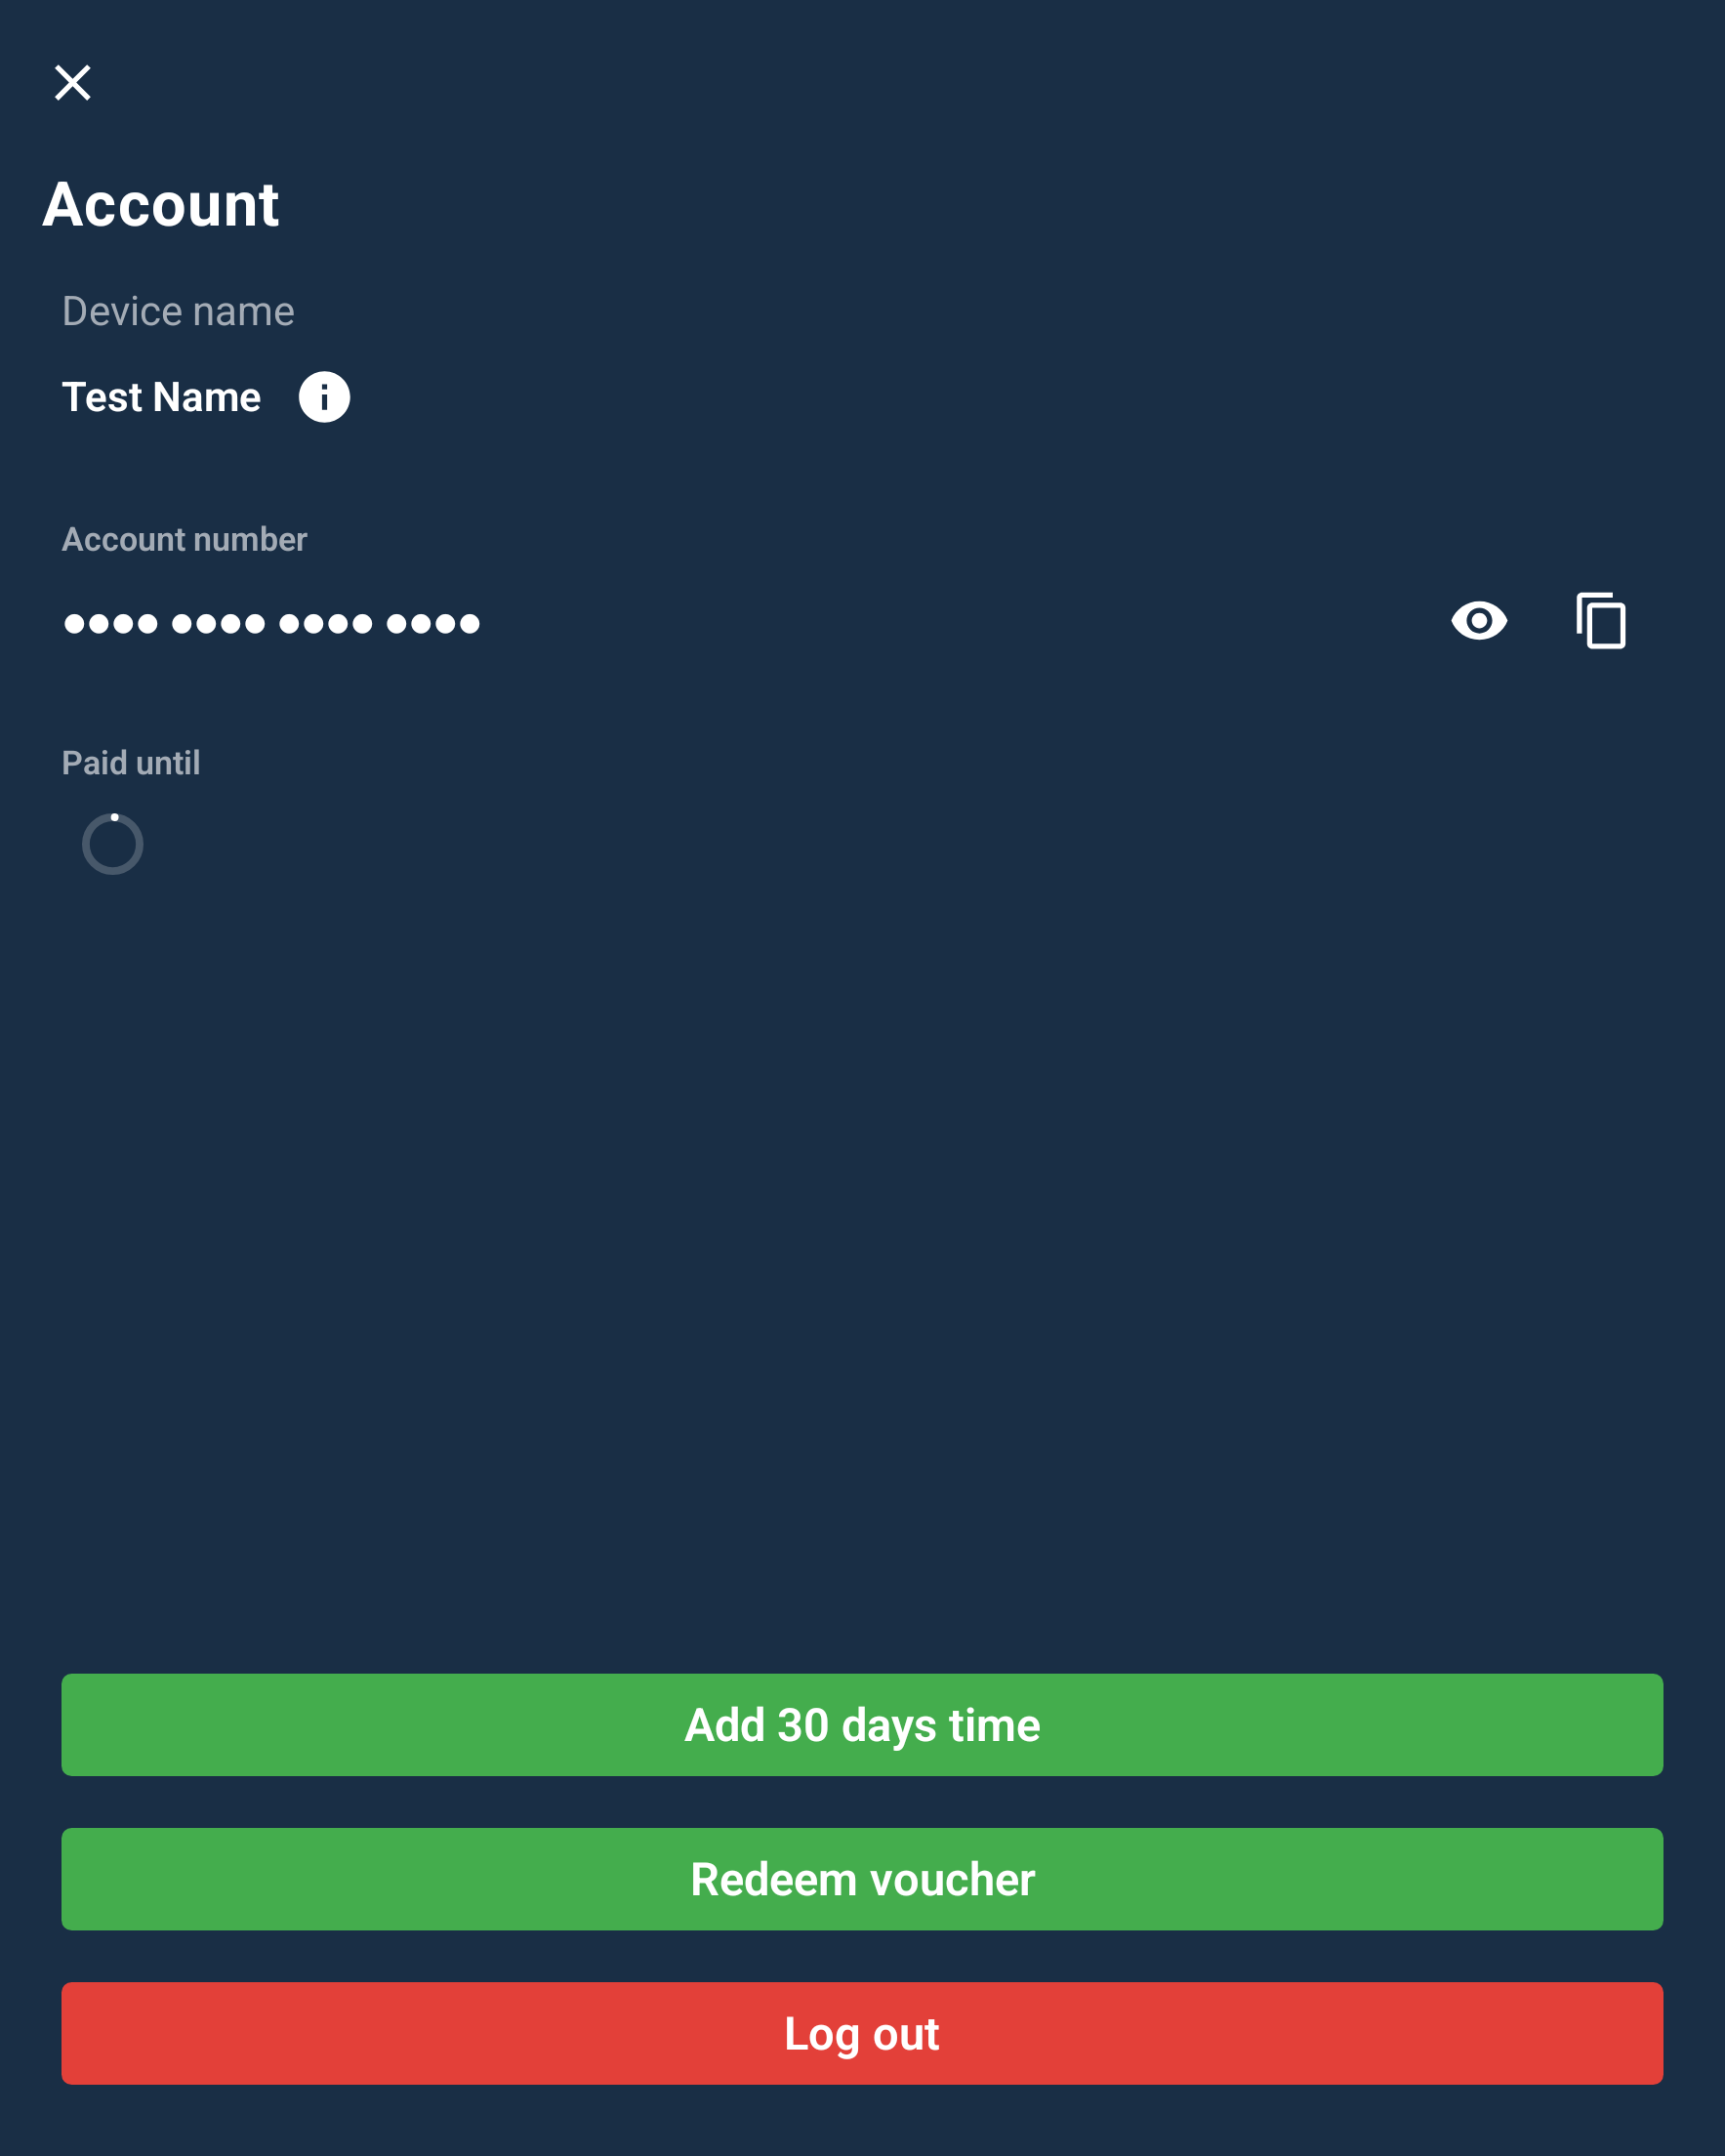 Account
Device name
Test Name
Account number
•••• •••• •••• ••••
Paid until
Add 30 days time
Redeem voucher
Log out